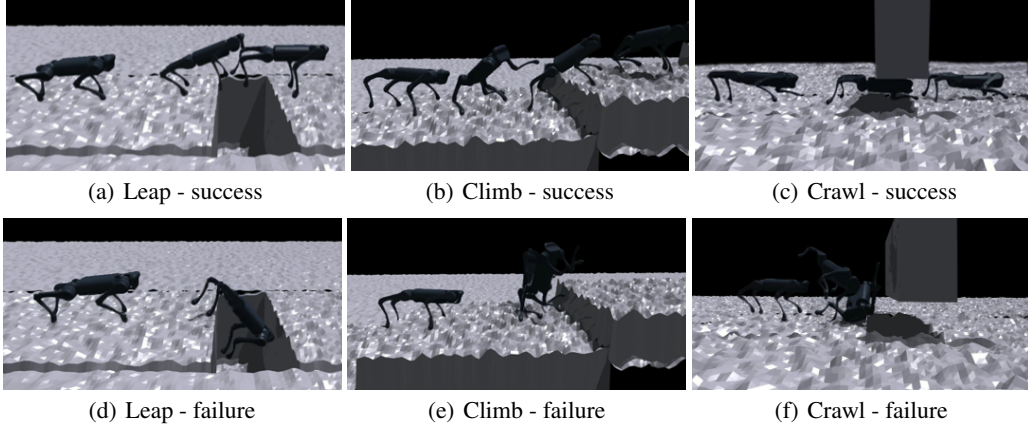 (a) Leap - success
(b) Climb - success
(c) Crawl - success
(d) Leap - failure
(e) Climb - failure
(f) Crawl - failure